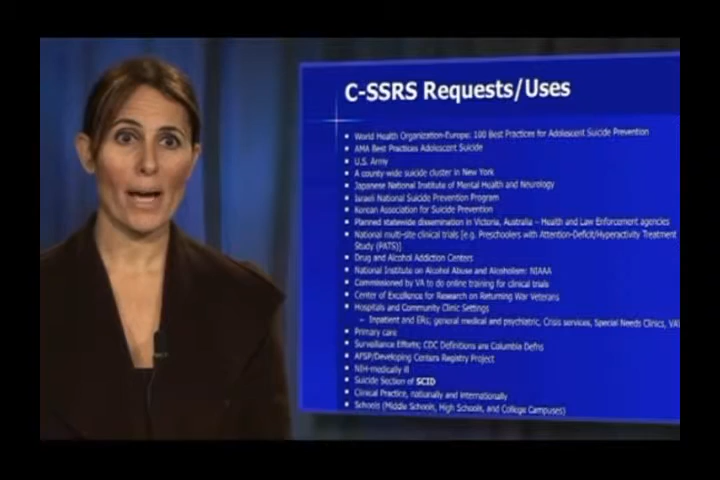 C-SSRS Requests/Uses
World Health Organization-Europe: 100 Best Practices for Adolescent Suicide Prevention
AMA Best Practices Adolescent Suicide
U.S. Army
A county-wide suicide cluster in New York
Japanese National Institute of Mental Health and Neurology
Israeli National Suicide Prevention Program
Korean Association for Suicide Prevention
Planned statewide dissemination in Victoria, Australia – Health and Law Enforcement agencies
National multi-site clinical trials [e.g. Preschoolers with Attention-Deficit/Hyperactivity Treatment
Study (PATS)]
Drug and Alcohol Addiction Centers
National Institute on Alcohol Abuse and Alcoholism: NIAAA
Commissioned by VA to do online training for clinical trials
Center of Excellence for Research on Returning War Veterans
Hospitals and Community Clinic Settings
– Inpatient and ERs; general medical and psychiatric, Crisis services, Special Needs Clinics, VA
Primary care
Surveillance Efforts; CDC Definitions are Columbia Defns
AFSP/Developing Centers Registry Project
NIH-medically ill
Suicide Section of SCID
Clinical Practice, nationally and internationally
Schools (Middle Schools, High Schools, and College Campuses)